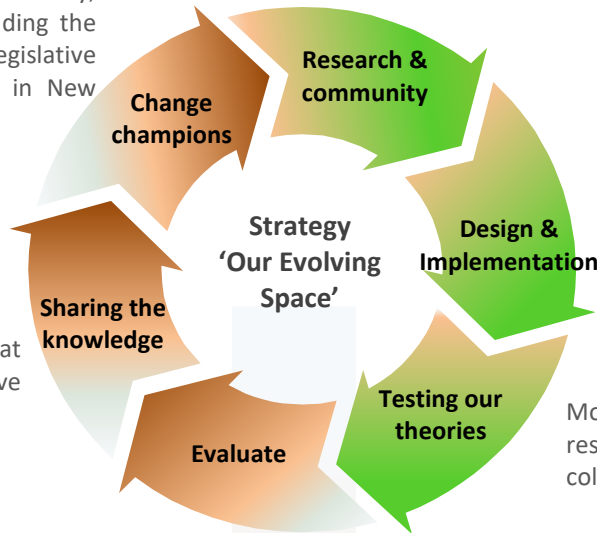 ding the
egislative
in New
Research &
community
Change
champions
Design &
Implementation
Strategy
‘Our Evolving
Space’
Sharing the
knowledge
at
ve
Testing our
theories
Mo
res
col
Evaluate